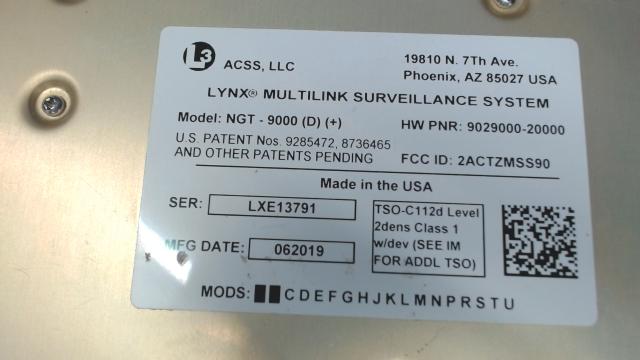 L3 ACSS, LLC
19810 N. 7Th Ave.
Phoenix, AZ 85027 USA
LYNX® MULTILINK SURVEILLANCE SYSTEM
Model: NGT - 9000 (D) (+)
HW PNR: 9029000-20000
U.S. PATENT Nos. 9285472, 8736465
AND OTHER PATENTS PENDING
FCC ID: 2ACTZMSS90
Made in the USA
SER: LXE13791
MFG DATE: 062019
TSO-C112d Level
2dens Class 1
w/dev (SEE IM
FOR ADDL TSO)
MODS: C D E F G H J K L M N P R S T U